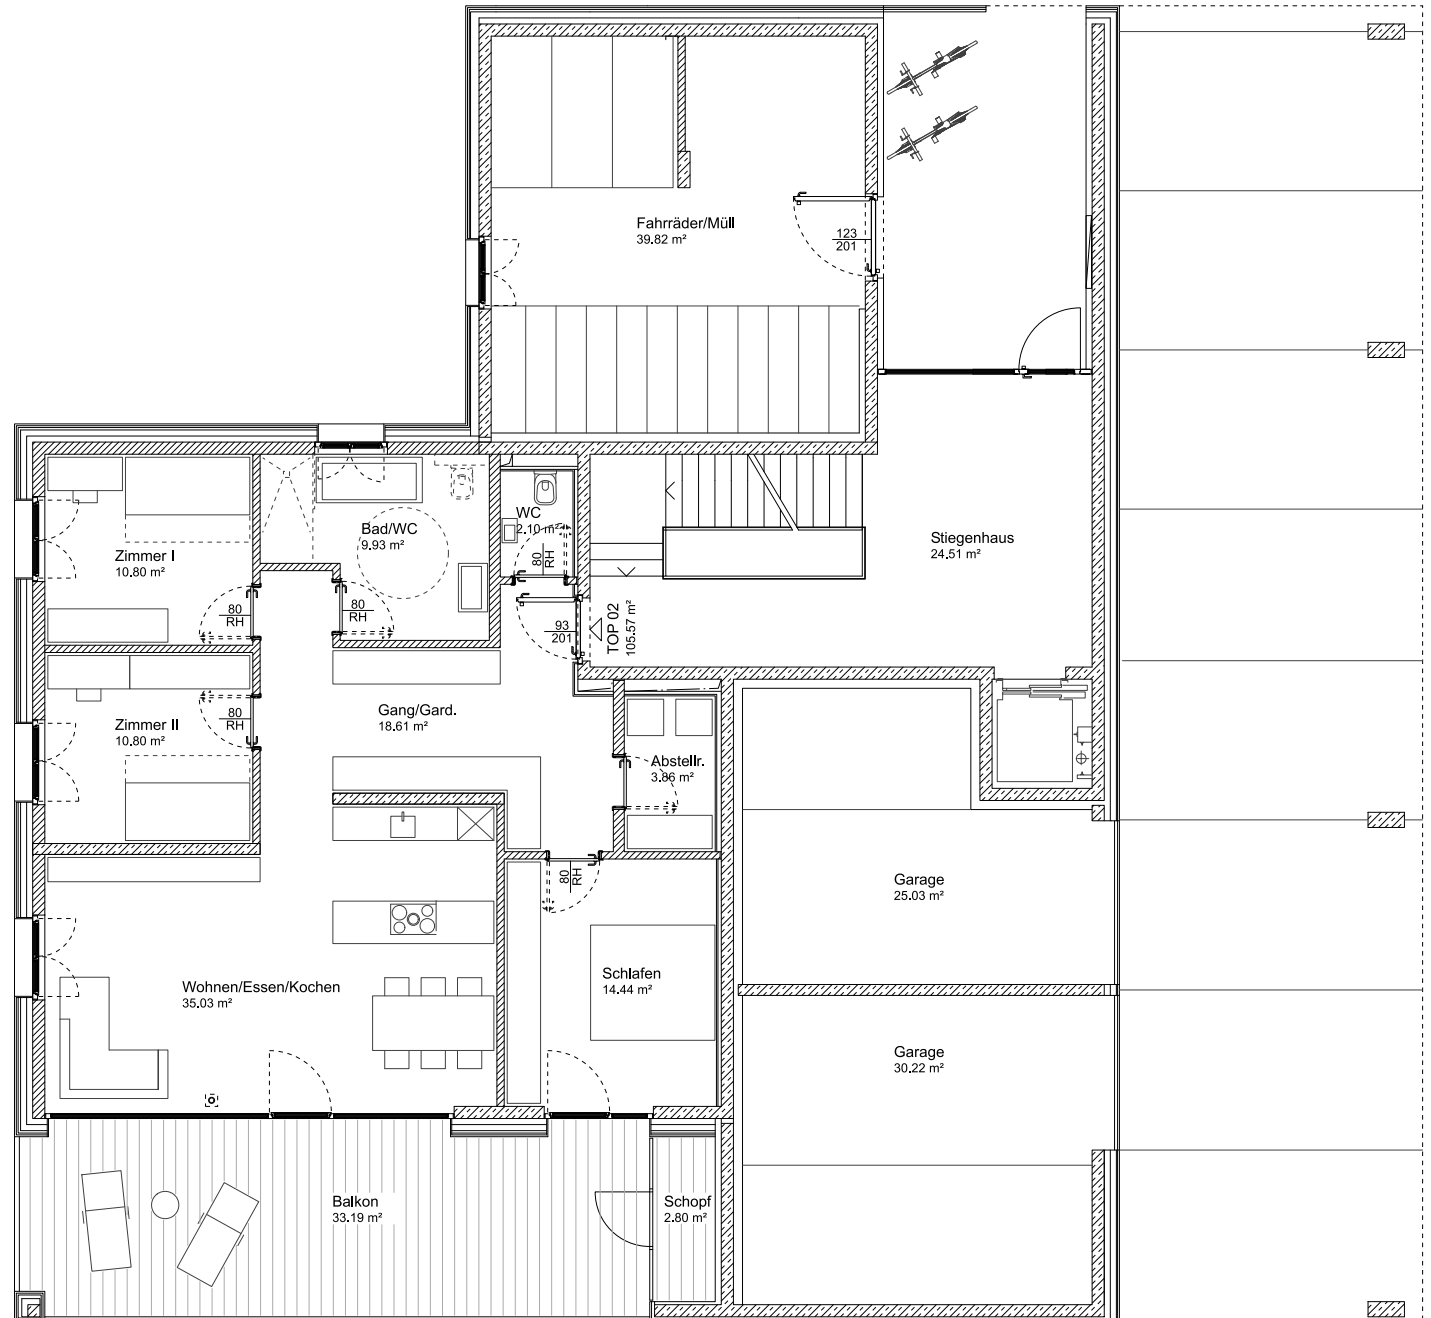 Fahrräder/Müll
39.82 m²
123
201
Zimmer I
10.80 m²
80
RH
Bad/WC
9.93 m²
80
RH
WC
2.10 m²
80
RH
93
201
TOP 02
105.57 m²
Stiegenhaus
24.51 m²
Zimmer II
10.80 m²
80
RH
Gang/Gard.
18.61 m²
Abstellr.
3.86 m²
80
RH
Garage
25.03 m²
Wohnen/Essen/Kochen
35.03 m²
Schlafen
14.44 m²
Garage
30.22 m²
Balkon
33.19 m²
Schopf
2.80 m²